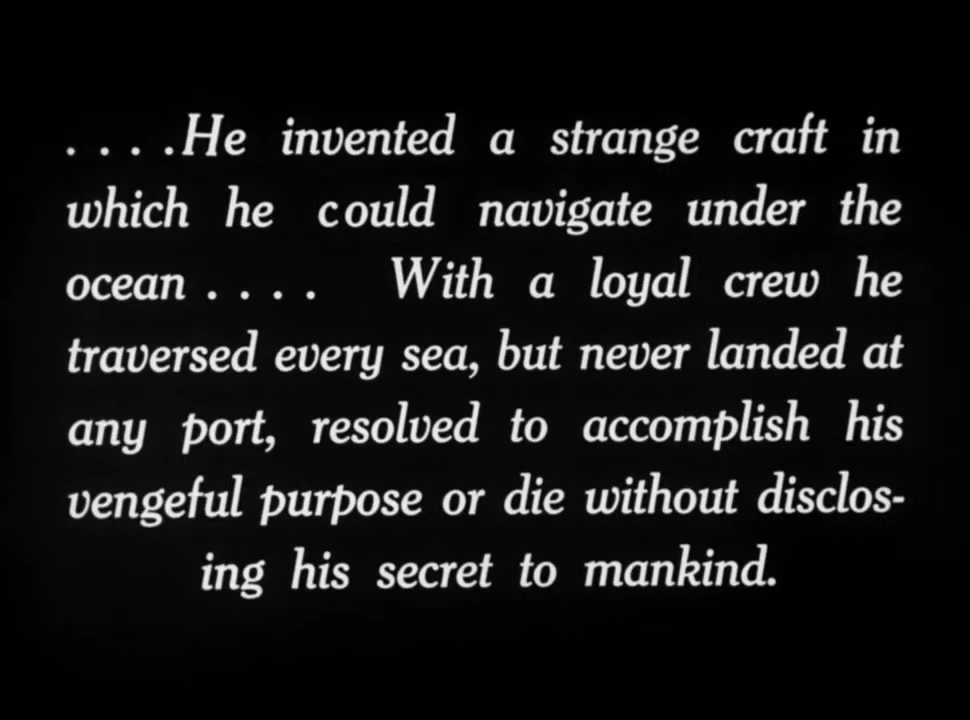 . . . .He invented a strange craft in
which he could navigate under the
ocean . . . . With a loyal crew he
traversed every sea, but never landed at
any port, resolved to accomplish his
vengeful purpose or die without disclos-
ing his secret to mankind.